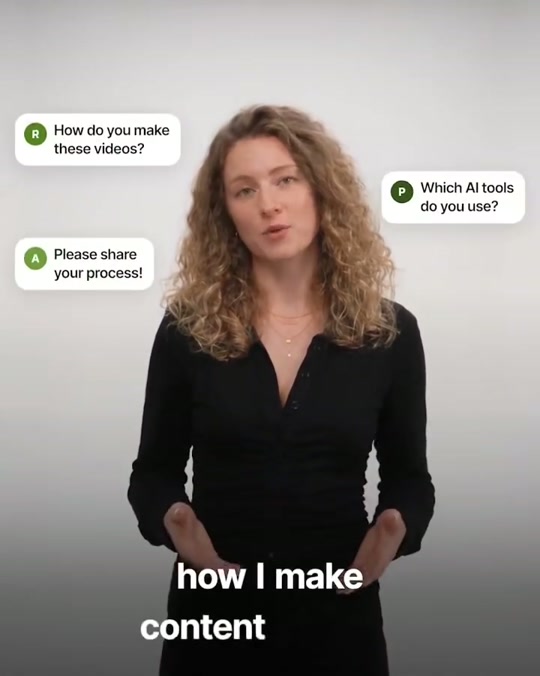 R
How do you make
these videos?
P
Which AI tools
do you use?
A
Please share
your process!
how I make
content